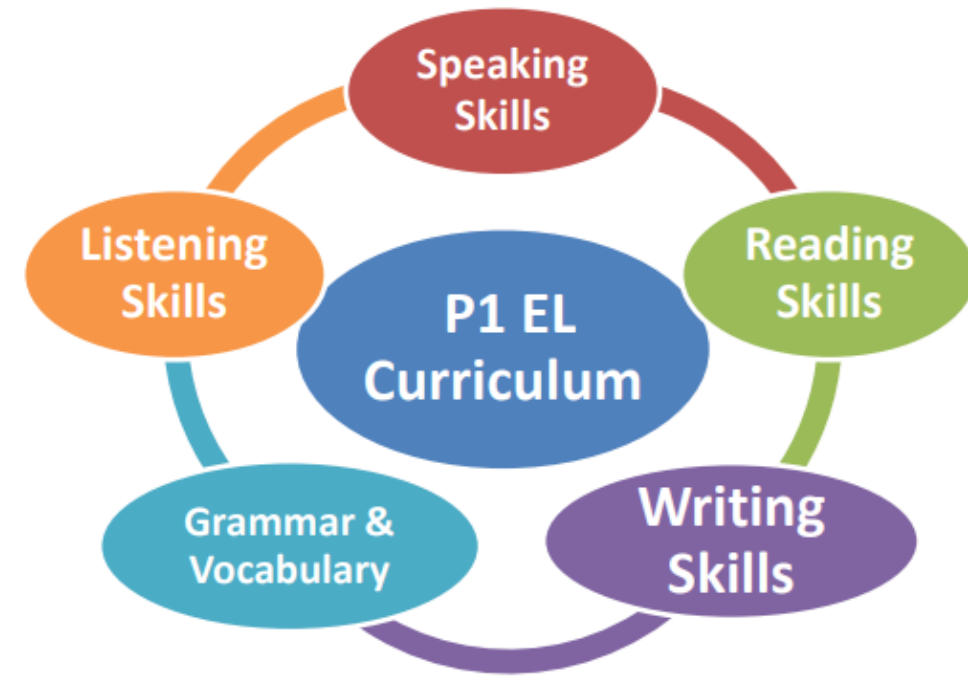 Speaking
Skills
Listening
Skills
Reading
Skills
P1 EL
Curriculum
Grammar &
Vocabulary
Writing
Skills